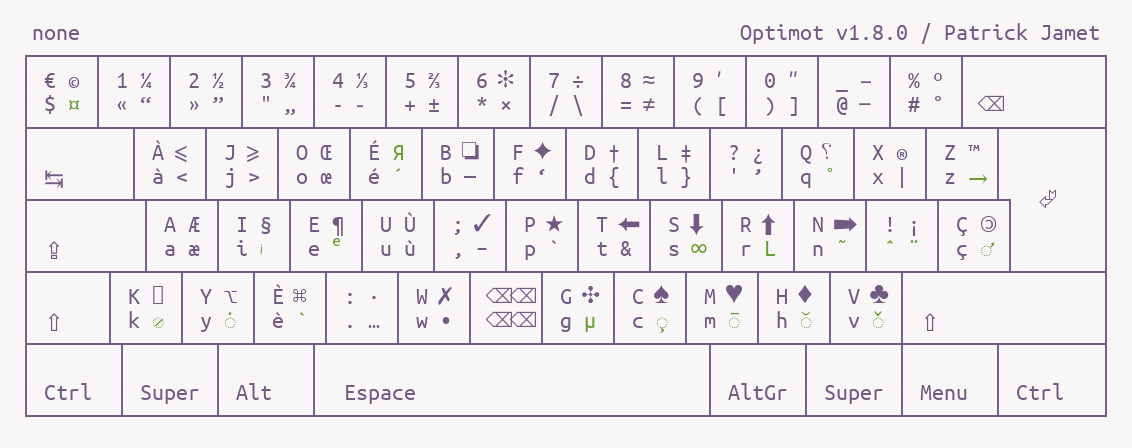 none Optimot v1.8.0 / Patrick Jamet
€ © 1 ¼ 2 ½ 3 ¾ 4 ⅓ 5 ⅔ 6 ✻ 7 ÷ 8 ≈ 9 ′ 0 ″ _ — % º
$ ¤ « “ » ” " „ - ‑ + ± * × / \ = ≠ ( [ ) ] @ – # ° ⌫
À ⩽ J ⩾ O Œ É Я B ❏ F ✦ D † L ‡ ? ¿ Q ⸮ X ® Z ™
↹ à < j > o œ é ´ b – f ‘ d { l } ' ’ q ˚ x | z →
⏎
A Æ I § E ¶ U Ù ; ✓ P ★ T ⬅ S ⬇ R ⬆ N ➡ ! ¡ Ç
⇪ a æ i ⁱ e ᵉ u ù , − p ` t & s ∞ r L n ˜ ˆ ¨ ç
K Y ⌥ È ⌘ : · W ✗ ⌫⌫ G ✣ C ♠ M ♥ H ♦ V ♣
⇧ k y ◌̇ è ` . … w • ⌫⌫ g µ c ◌̧ m ◌̄ h ◌̆ v ◌̌ ⇧
Ctrl Super Alt Espace AltGr Super Menu Ctrl